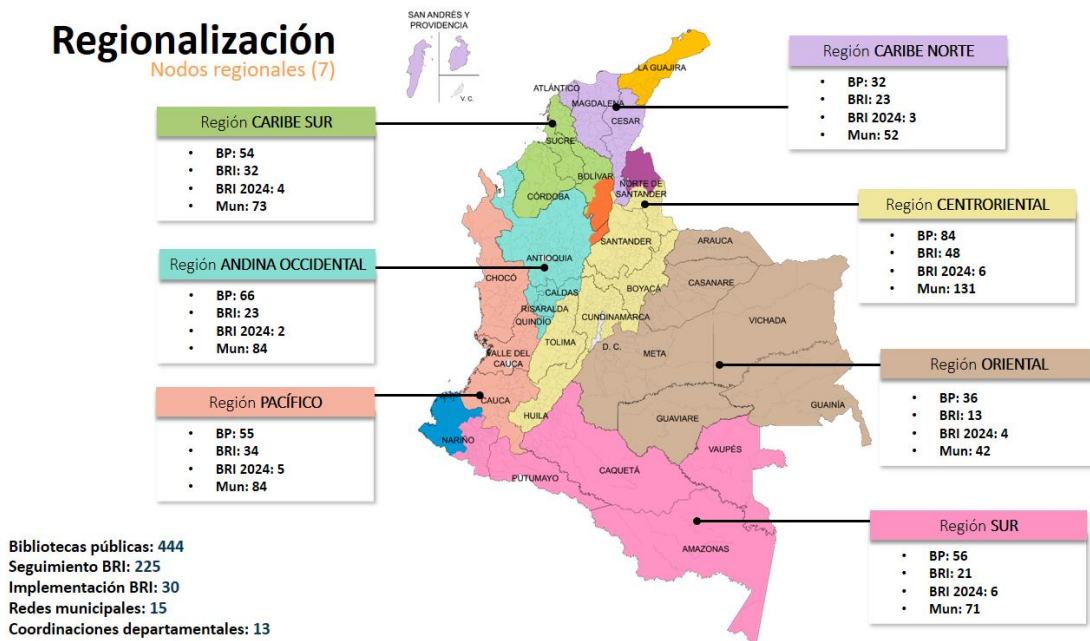 Regionalización
Nodos regionales (7)
SAN ANDRÉS Y
PROVIDENCIA
V. C.
Región CARIBE NORTE
• BP: 32
• BRI: 23
• BRI 2024: 3
• Mun: 52
Región CARIBE SUR
• BP: 54
• BRI: 32
• BRI 2024: 4
• Mun: 73
Región CENTRORIENTAL
• BP: 84
• BRI: 48
• BRI 2024: 6
• Mun: 131
Región ANDINA OCCIDENTAL
• BP: 66
• BRI: 23
• BRI 2024: 2
• Mun: 84
Región ORIENTAL
• BP: 36
• BRI: 13
• BRI 2024: 4
• Mun: 42
Región PACÍFICO
• BP: 55
• BRI: 34
• BRI 2024: 5
• Mun: 84
Región SUR
• BP: 56
• BRI: 21
• BRI 2024: 6
• Mun: 71
LA GUAJIRA
ATLÁNTICO
MAGDALENA
CESAR
SUCRE
BOLÍVAR
NORTE DE
SANTANDER
CÓRDOBA
SANTANDER
ARAUCA
ANTIOQUIA
CHOCÓ
CASANARE
BOYACÁ
CALDAS
RISARALDA
CUNDINAMARCA
VICHADA
QUINDÍO
TOLIMA
D. C.
META
VALLE DEL
CAUCA
GUAINÍA
CAUCA
HUILA
GUAVIARE
NARIÑO
VAUPÉS
CAQUETÁ
PUTUMAYO
AMAZONAS
Bibliotecas públicas: 444
Seguimiento BRI: 225
Implementación BRI: 30
Redes municipales: 15
Coordinaciones departamentales: 13